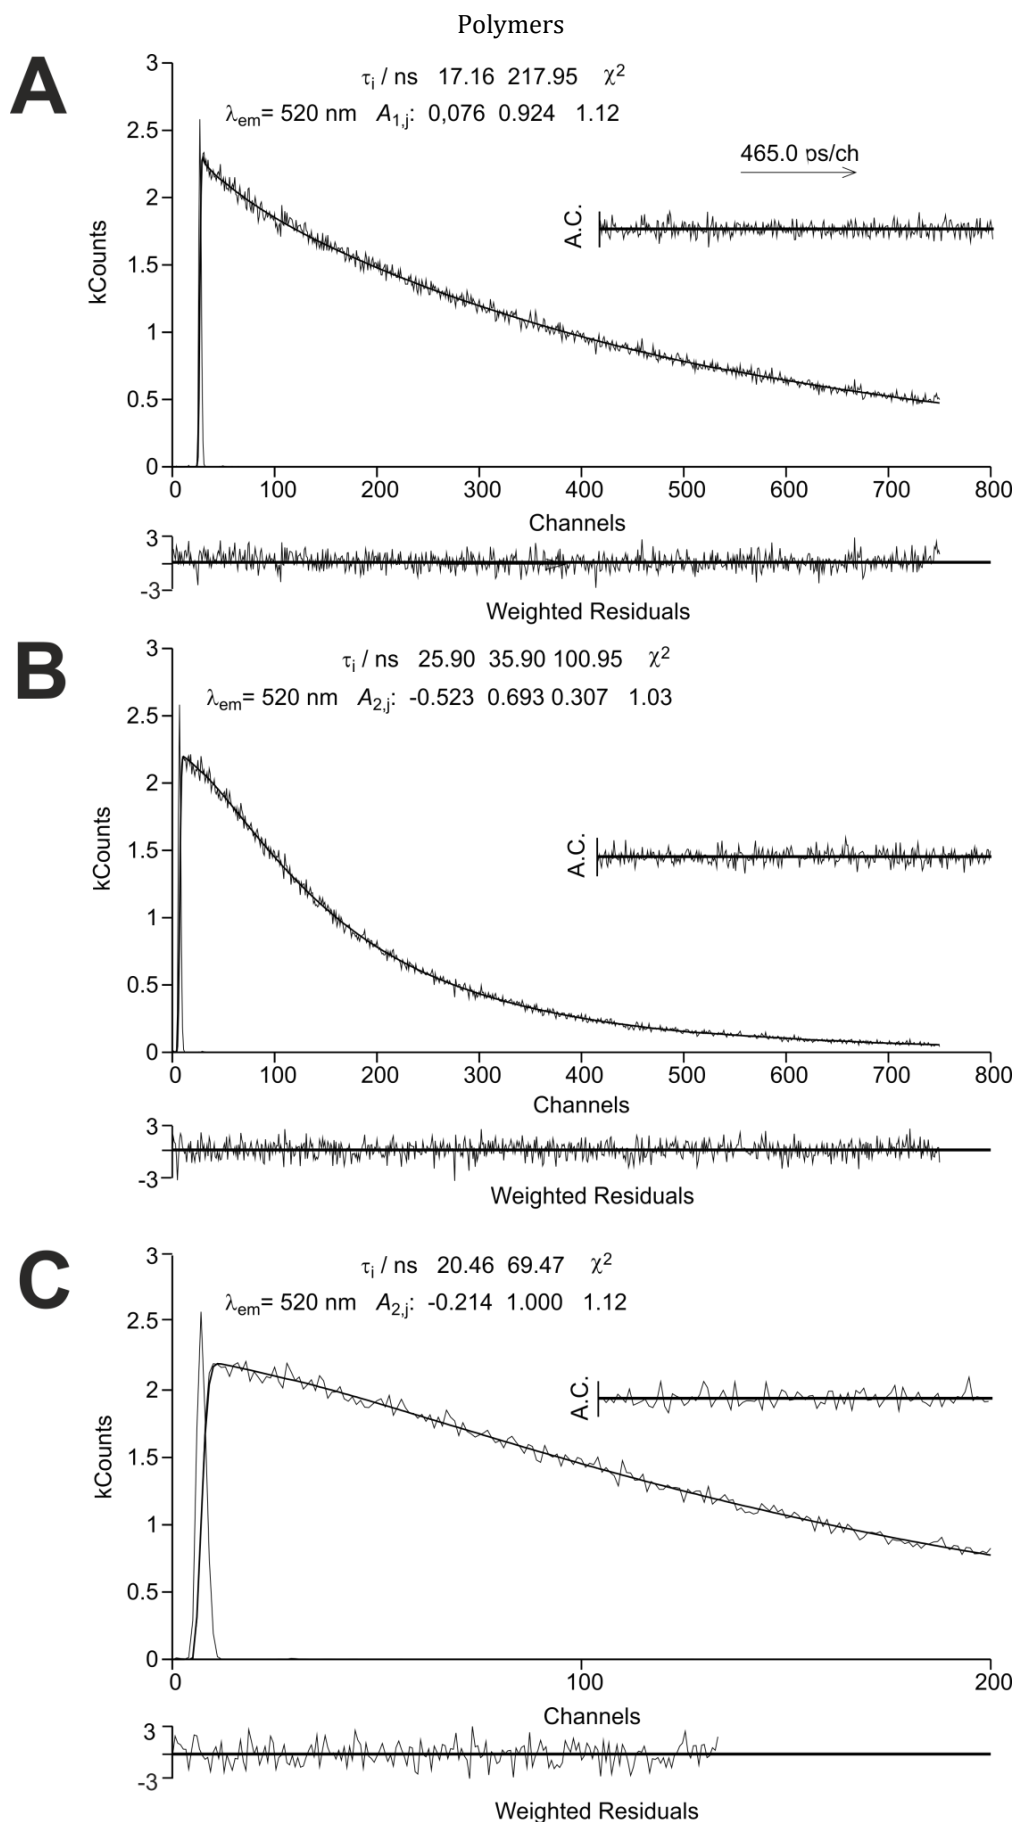 Polymers
A
τi / ns 17.16 217.95 χ²
λem= 520 nm A1,j: 0,076 0.924 1.12
465.0 ps/ch
A.C.
kCounts
3
2.5
2
1.5
1
0.5
0
0 100 200 300 400 500 600 700 800
Channels
3
-3
Weighted Residuals
B
τi / ns 25.90 35.90 100.95 χ²
λem= 520 nm A2,j: -0.523 0.693 0.307 1.03
A.C.
kCounts
3
2.5
2
1.5
1
0.5
0
0 100 200 300 400 500 600 700 800
Channels
3
-3
Weighted Residuals
C
τi / ns 20.46 69.47 χ²
λem= 520 nm A2,j: -0.214 1.000 1.12
A.C.
kCounts
3
2.5
2
1.5
1
0.5
0
0 100 200
Channels
3
-3
Weighted Residuals